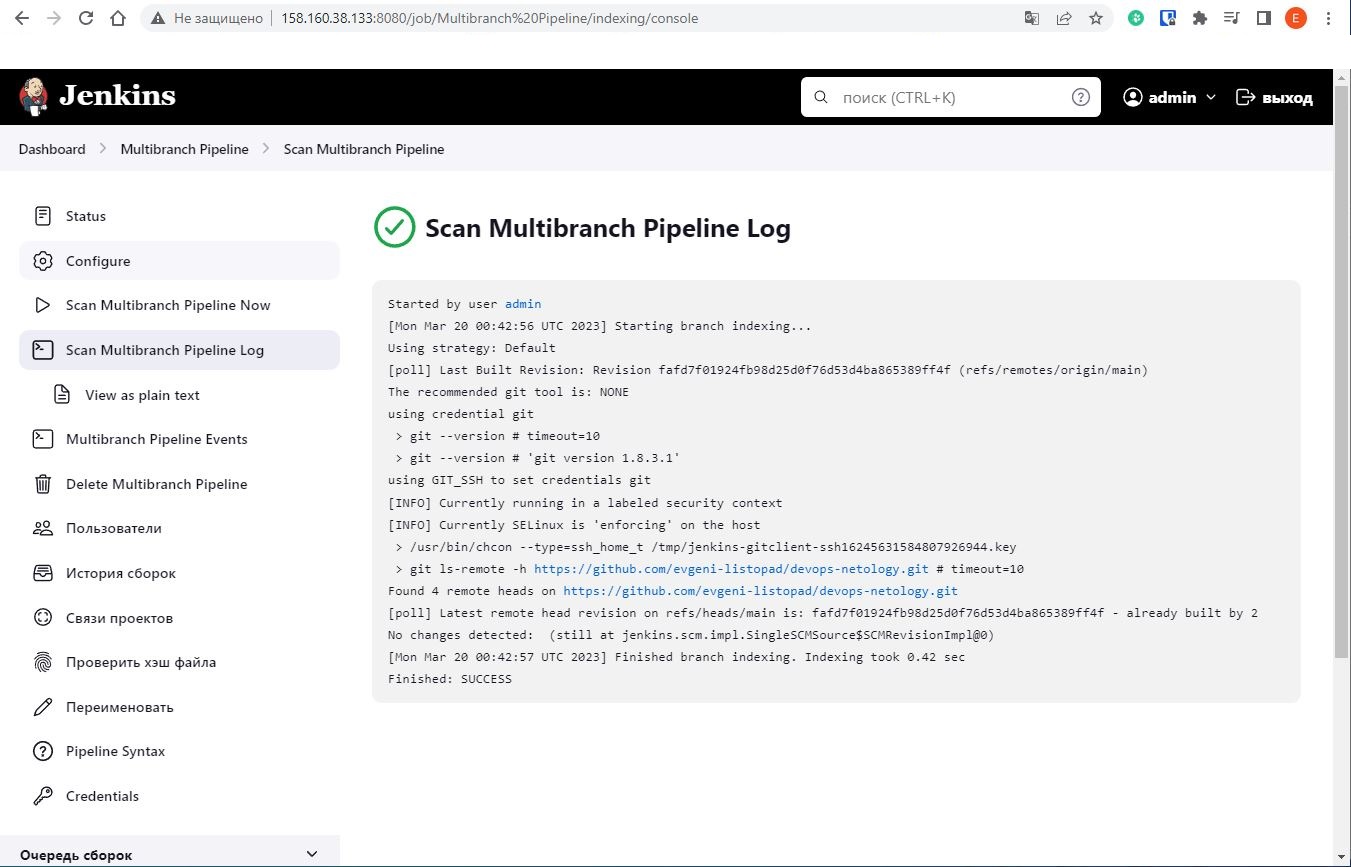 Не защищено 158.160.38.133:8080/job/Multibranch%20Pipeline/indexing/console
E
Jenkins
поиск (CTRL+K)
admin
выход
Dashboard
Multibranch Pipeline
Scan Multibranch Pipeline
Status
Configure
Scan Multibranch Pipeline Now
Scan Multibranch Pipeline Log
View as plain text
Multibranch Pipeline Events
Delete Multibranch Pipeline
Пользователи
История сборок
Связи проектов
Проверить хэш файла
Переименовать
Pipeline Syntax
Credentials
Очередь сборок
Scan Multibranch Pipeline Log
Started by user admin
[Mon Mar 20 00:42:56 UTC 2023] Starting branch indexing...
Using strategy: Default
[poll] Last Built Revision: Revision fafd7f01924fb98d25d0f76d53d4ba865389ff4f (refs/remotes/origin/main)
The recommended git tool is: NONE
using credential git
> git --version # timeout=10
> git --version # 'git version 1.8.3.1'
using GIT_SSH to set credentials git
[INFO] Currently running in a labeled security context
[INFO] Currently SELinux is 'enforcing' on the host
> /usr/bin/chcon --type=ssh_home_t /tmp/jenkins-gitclient-ssh16245631584807926944.key
> git ls-remote -h https://github.com/evgeni-listopad/devops-netology.git # timeout=10
Found 4 remote heads on https://github.com/evgeni-listopad/devops-netology.git
[poll] Latest remote head revision on refs/heads/main is: fafd7f01924fb98d25d0f76d53d4ba865389ff4f - already built by 2
No changes detected:  (still at jenkins.scm.impl.SingleSCMSource$SCMRevisionImpl@0)
[Mon Mar 20 00:42:57 UTC 2023] Finished branch indexing. Indexing took 0.42 sec
Finished: SUCCESS